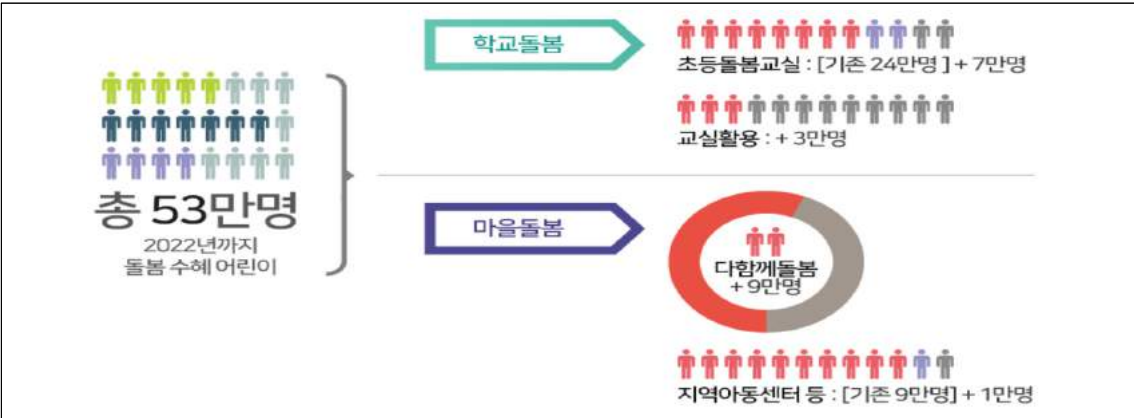 총 53만명
2022년까지
돌봄 수혜 어린이
학교돌봄
초등돌봄교실 : [기존 24만명 ] + 7만명
교실활용 : + 3만명
마을돌봄
다함께돌봄
+ 9만명
지역아동센터 등 : [기존 9만명] + 1만명